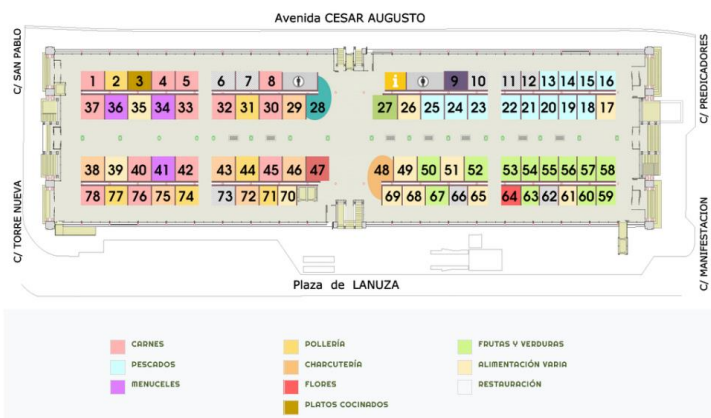 Avenida CESAR AUGUSTO
C/ SAN PABLO
C/ PREDICADORES
1 2 3 4 5 6 7 8 i 9 10 11 12 13 14 15 16
37 36 35 34 33 32 31 30 29 28 27 26 25 24 23 22 21 20 19 18 17
38 39 40 41 42 43 44 45 46 47 48 49 50 51 52 53 54 55 56 57 58
78 77 76 75 74 73 72 71 70 69 68 67 66 65 64 63 62 61 60 59
C/ TORRE NUEVA
C/ MANIFESTACION
Plaza de LANUZA
CARNES
PESCADOS
MENUCELES
POLLERÍA
CHARCUTERÍA
FLORES
PLATOS COCINADOS
FRUTAS Y VERDURAS
ALIMENTACIÓN VARIA
RESTAURACIÓN